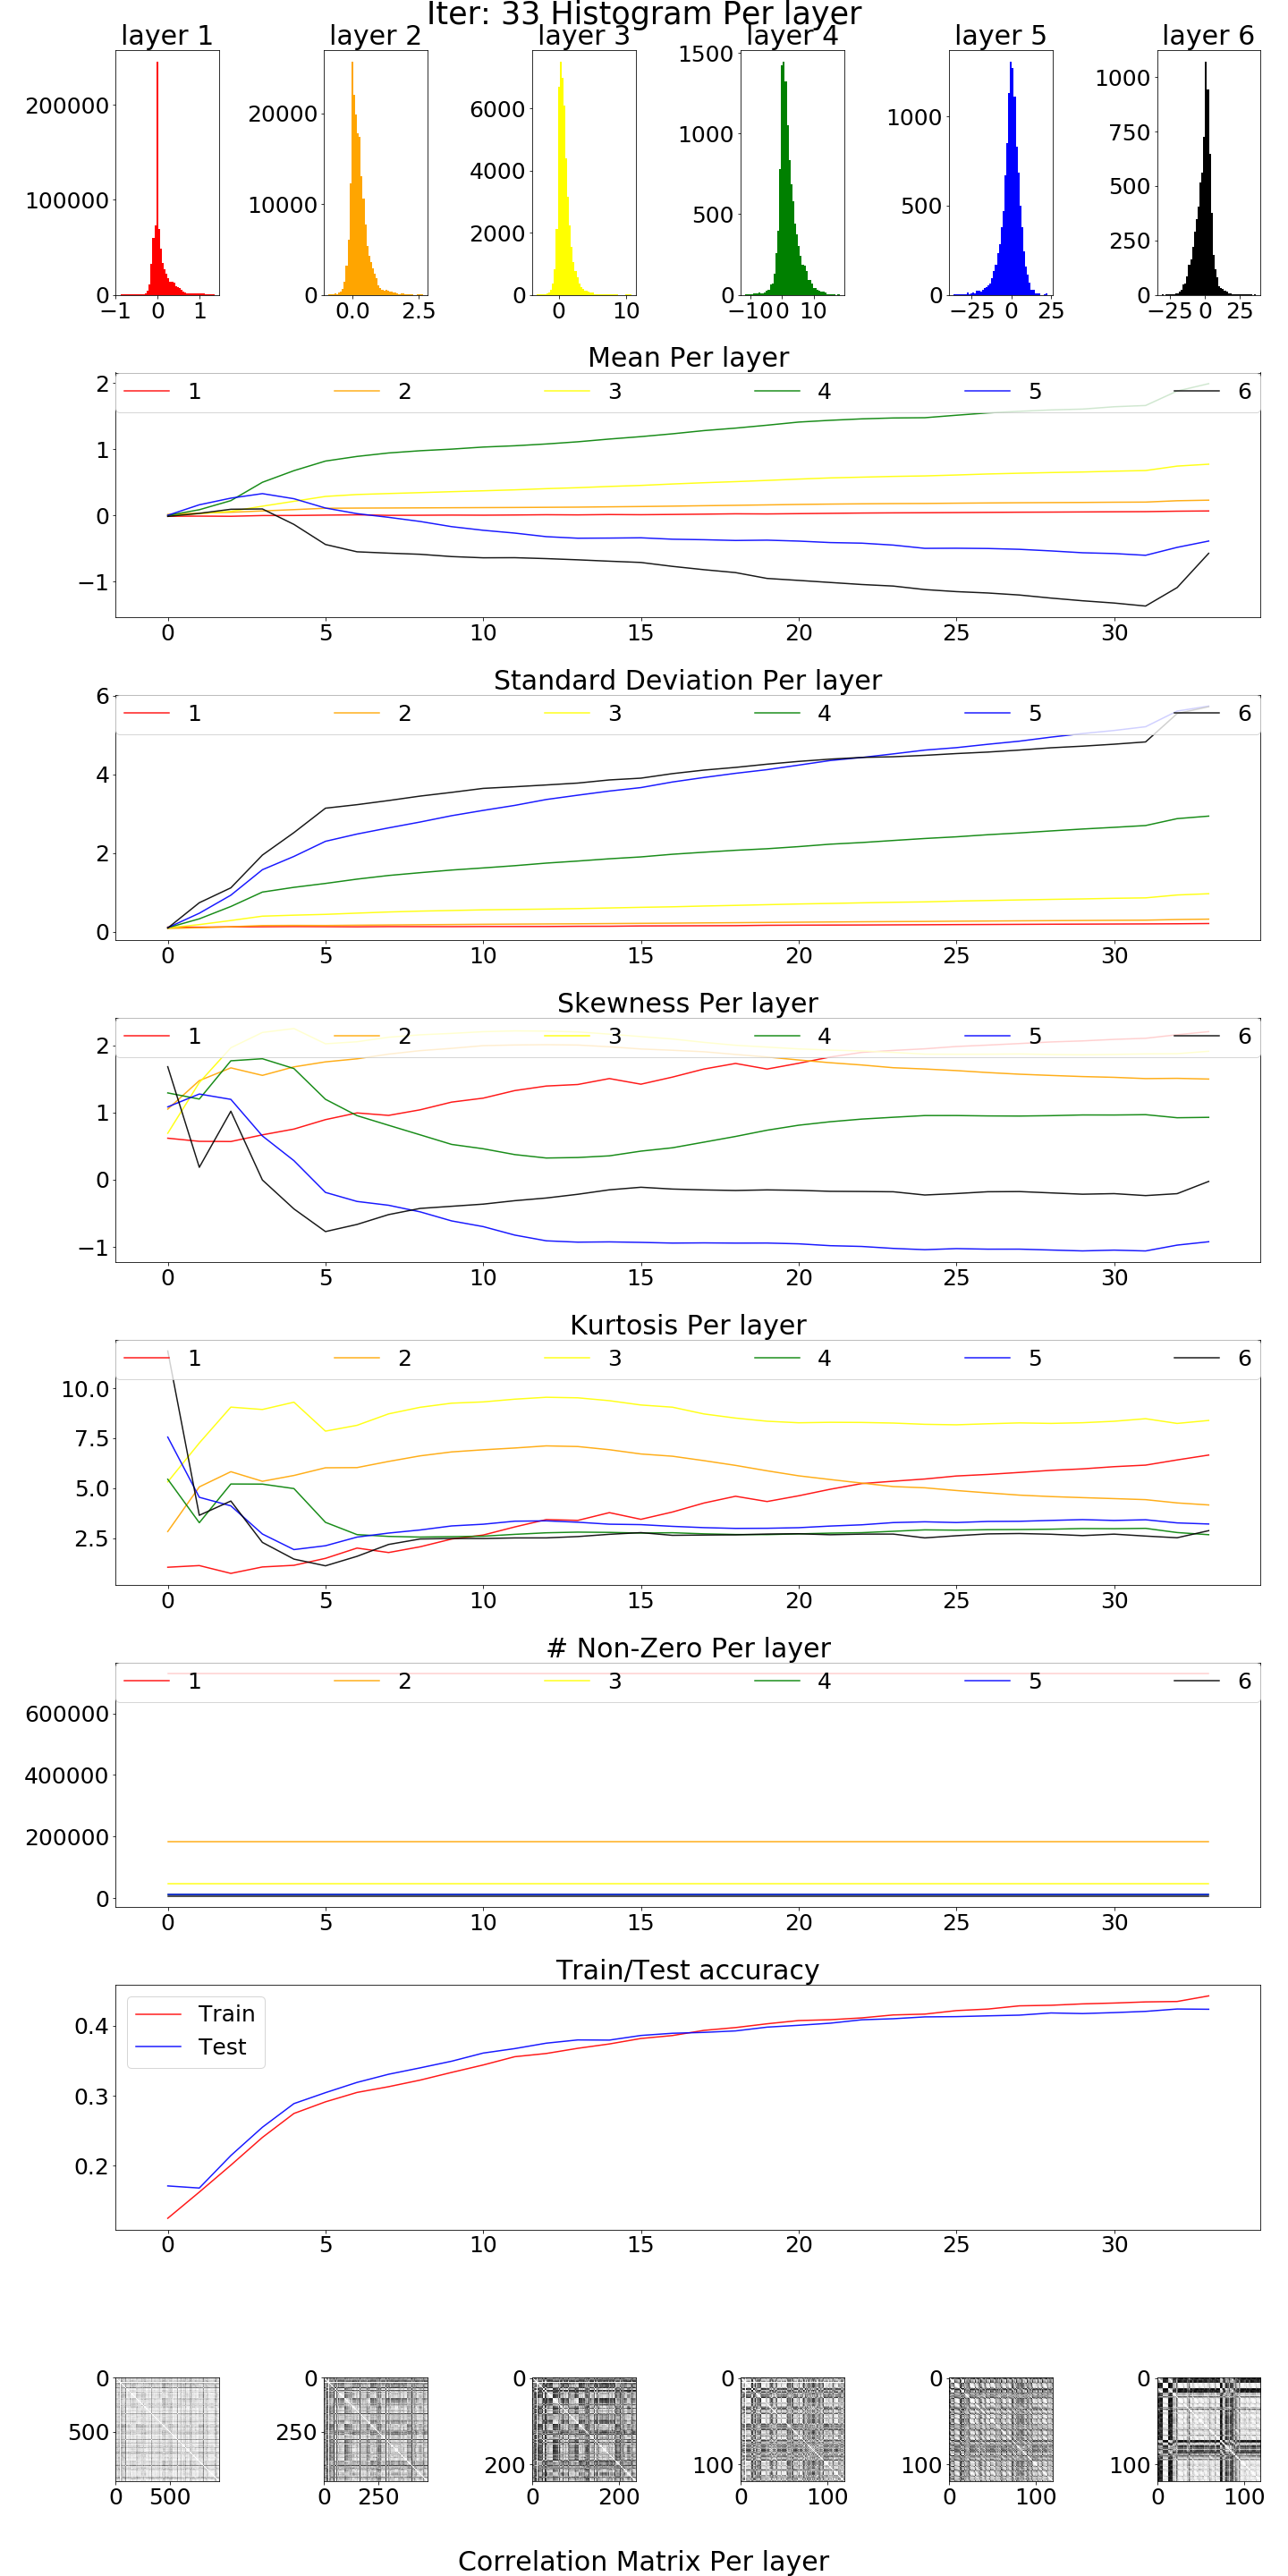 Iter: 33 Histogram Per layer
layer 1 layer 2 layer 3 layer 4 layer 5 layer 6
200000 100000 0
−1 0 1
20000 10000 0
0.0 2.5
6000 4000 2000 0
0 10
1500 1000 500 0
−10 0 10
1000 500 0
−25 0 25
1000 750 500 250 0
−25 0 25
Mean Per layer
1 2 3 4 5 6
2
1
0
−1
0 5 10 15 20 25 30
Standard Deviation Per layer
1 2 3 4 5 6
6
4
2
0
0 5 10 15 20 25 30
Skewness Per layer
1 2 3 4 5 6
2
1
0
−1
0 5 10 15 20 25 30
Kurtosis Per layer
1 2 3 4 5 6
10.0
7.5
5.0
2.5
0 5 10 15 20 25 30
# Non-Zero Per layer
1 2 3 4 5 6
600000
400000
200000
0
0 5 10 15 20 25 30
Train/Test accuracy
Train
Test
0.4
0.3
0.2
0 5 10 15 20 25 30
0 500
0 500
0 250
0 250
0 200
0 200
0 100
0 100
0 100
0 100
0 100
0 100
Correlation Matrix Per layer